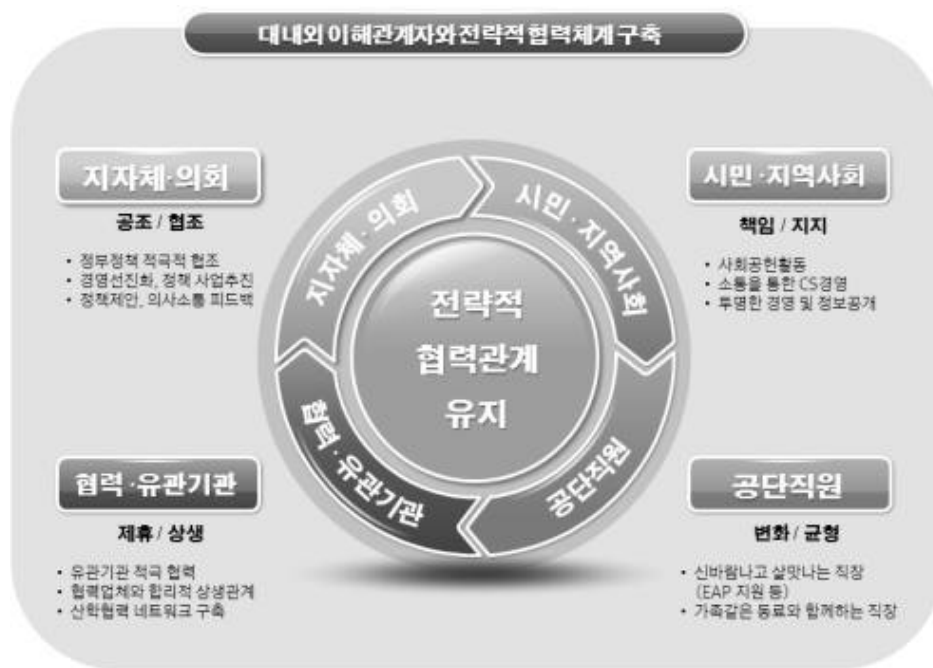 대내외 이해관계자와 전략적 협력체계 구축
지자체·의회
공조 / 협조
• 정부정책 적극적 협조
• 경영선진화, 정책 사업추진
• 정책제안, 의사소통 피드백
시민·지역사회
책임 / 지지
• 사회공헌활동
• 소통을 통한 CS경영
• 투명한 경영 및 정보공개
지자체·의회
시민·지역사회
전략적
협력관계
유지
협력·유관기관
공단직원
협력·유관기관
제휴 / 상생
• 유관기관 적극 협력
• 협력업체와 합리적 상생관계
• 산학협력 네트워크 구축
공단직원
변화 / 균형
• 신바람나고 살맛나는 직장
(EAP 지원 등)
• 가족같은 동료와 함께하는 직장